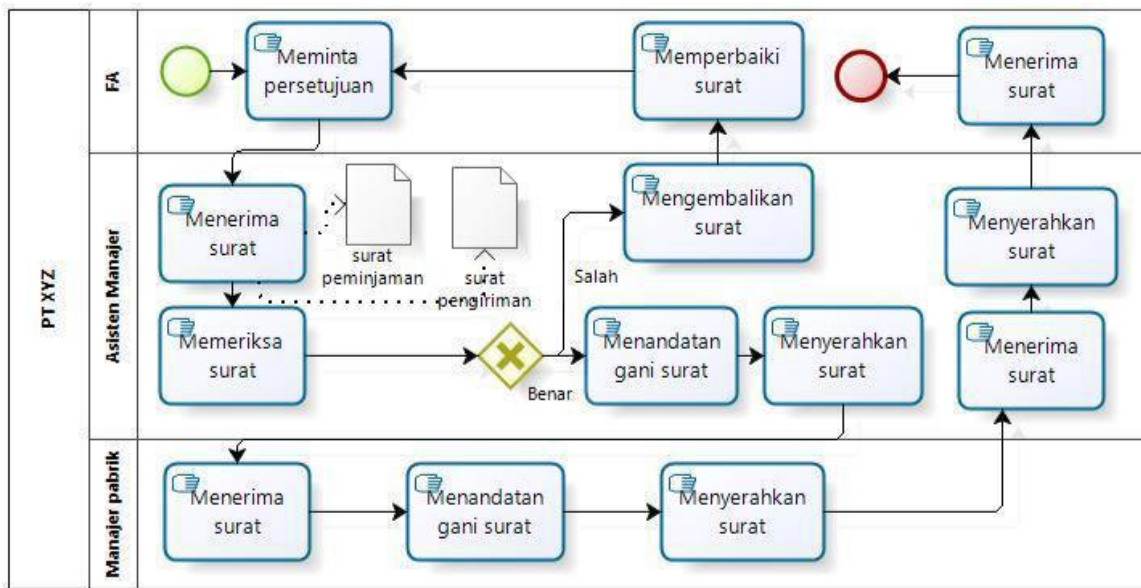 PT XYZ
FA
Meminta
persetujuan
Memperbaiki
surat
Menerima
surat
Asisten Manajer
Menerima
surat
surat
peminjaman
surat
pengiriman
Mengembalikan
surat
Menyerahkan
surat
Salah
Memeriksa
surat
Benar
Menandatan
gani surat
Menyerahkan
surat
Menerima
surat
Manajer pabrik
Menerima
surat
Menandatan
gani surat
Menyerahkan
surat